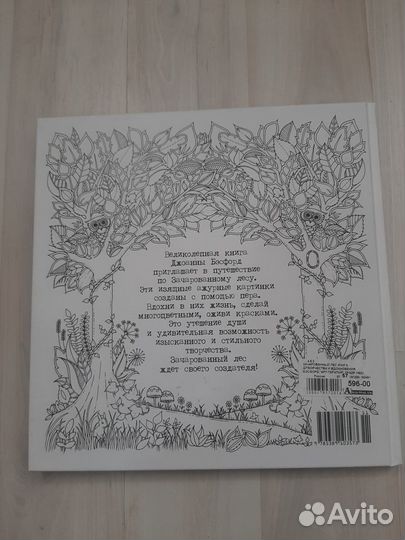 Великолепная книга
Джоанны Бэсфорд
приглашает в путешествие
по Зачарованному лесу.
Эти изящные ажурные картинки
созданы с помощью пера.
Вдохни в них жизнь, сделай
многоцветными, оживи красками.
Это утешение души
и удивительная возможность
изысканного и стильного
творчества.
Зачарованный лес
ждет своего создателя!
596-00
Avito